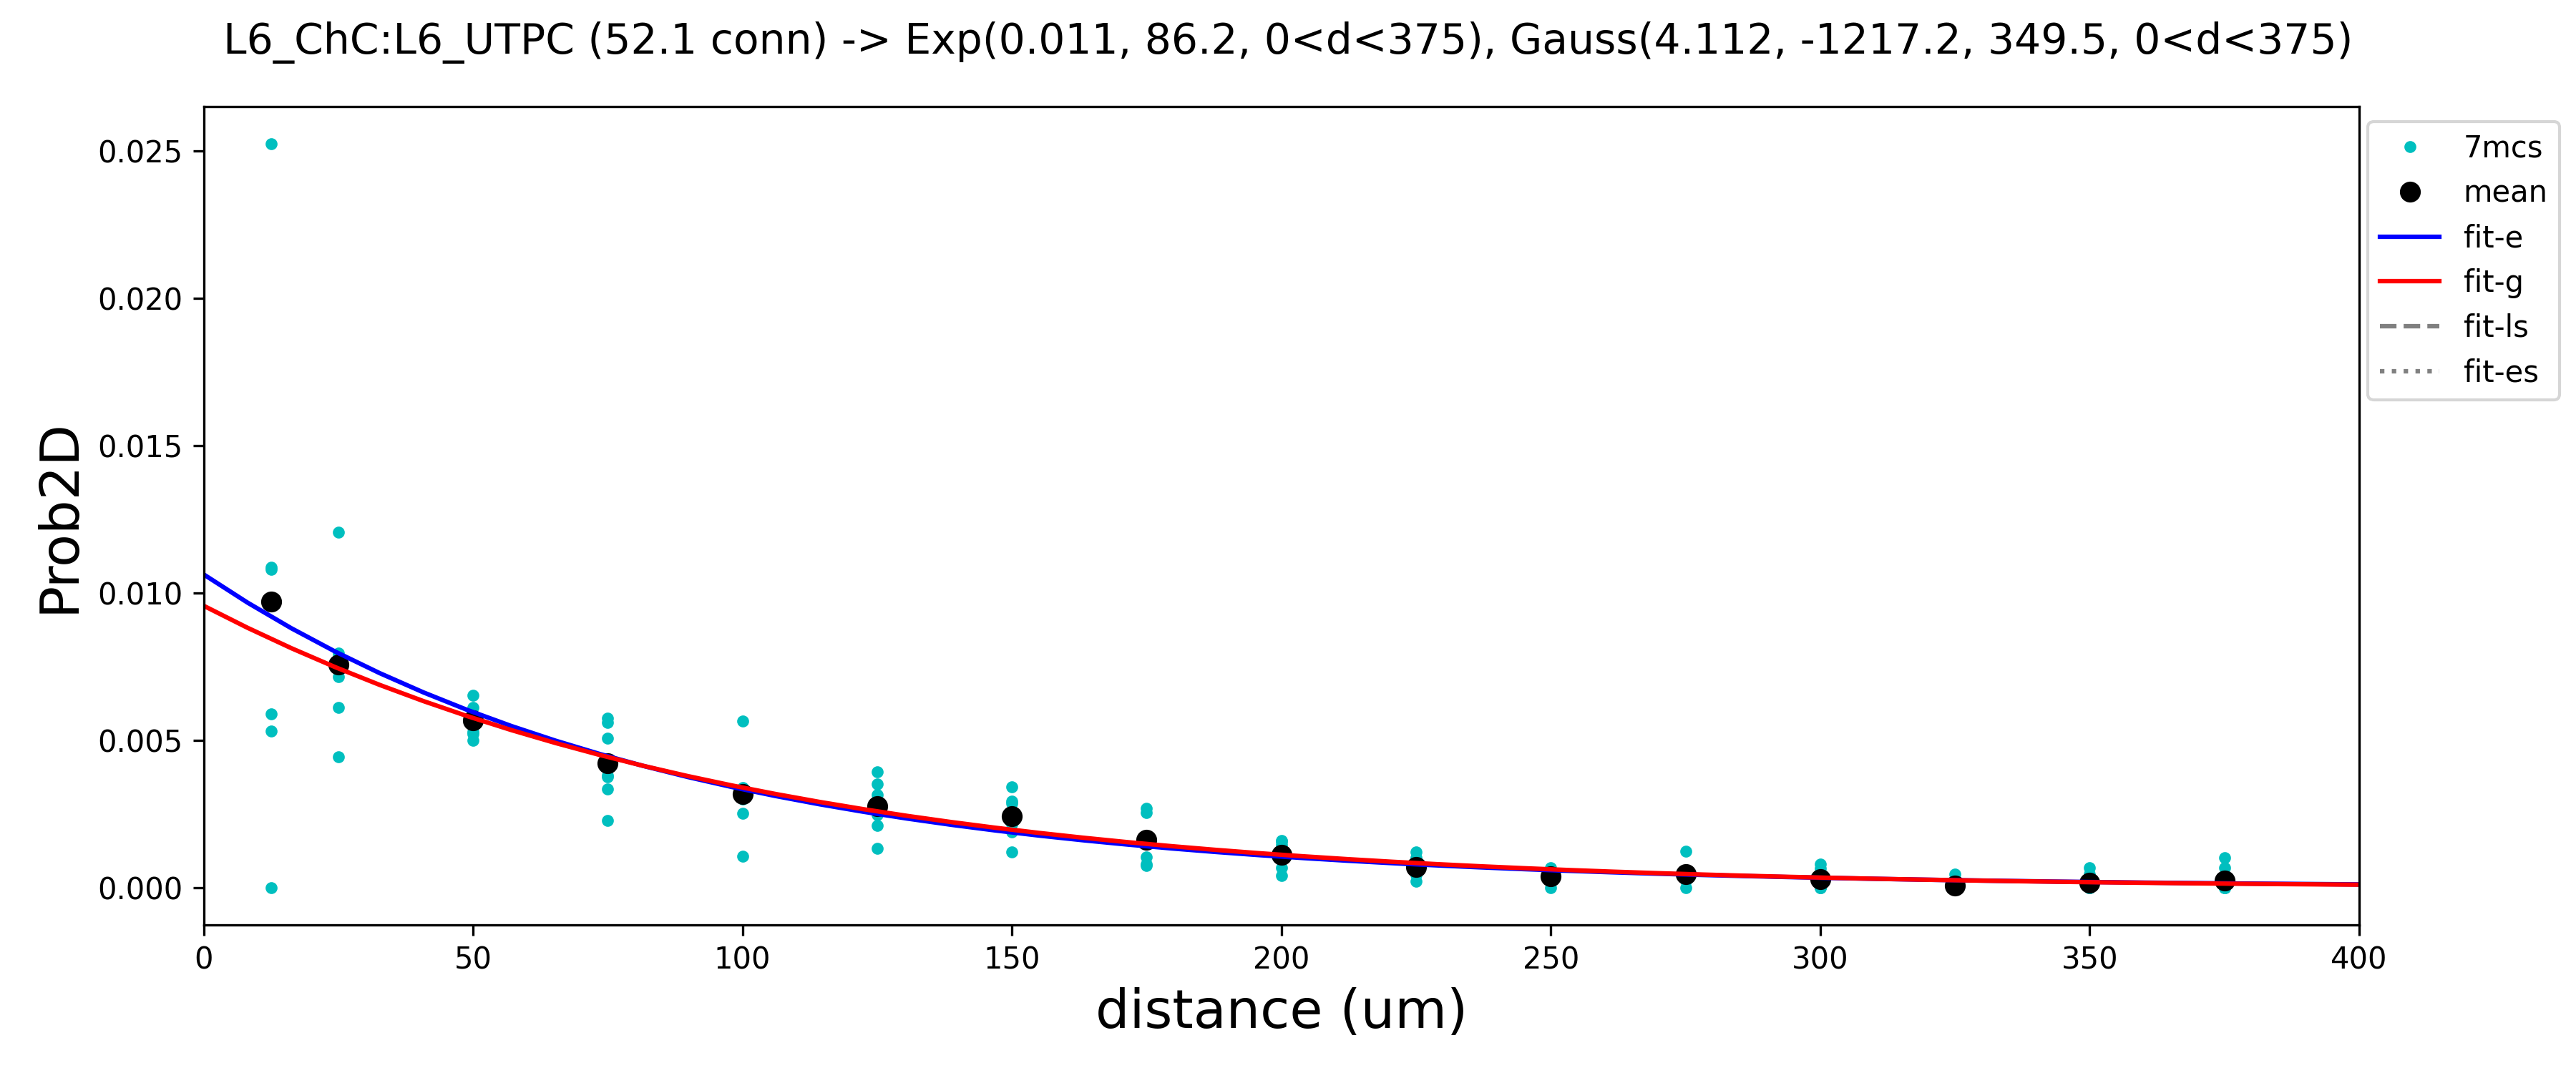 L6_ChC:L6_UTPC (52.1 conn) -> Exp(0.011, 86.2, 0<d<375), Gauss(4.112, -1217.2, 349.5, 0<d<375)
Prob2D
0.025
0.020
0.015
0.010
0.005
0.000
0 50 100 150 200 250 300 350 400
distance (um)
7mcs
mean
fit-e
fit-g
fit-ls
fit-es